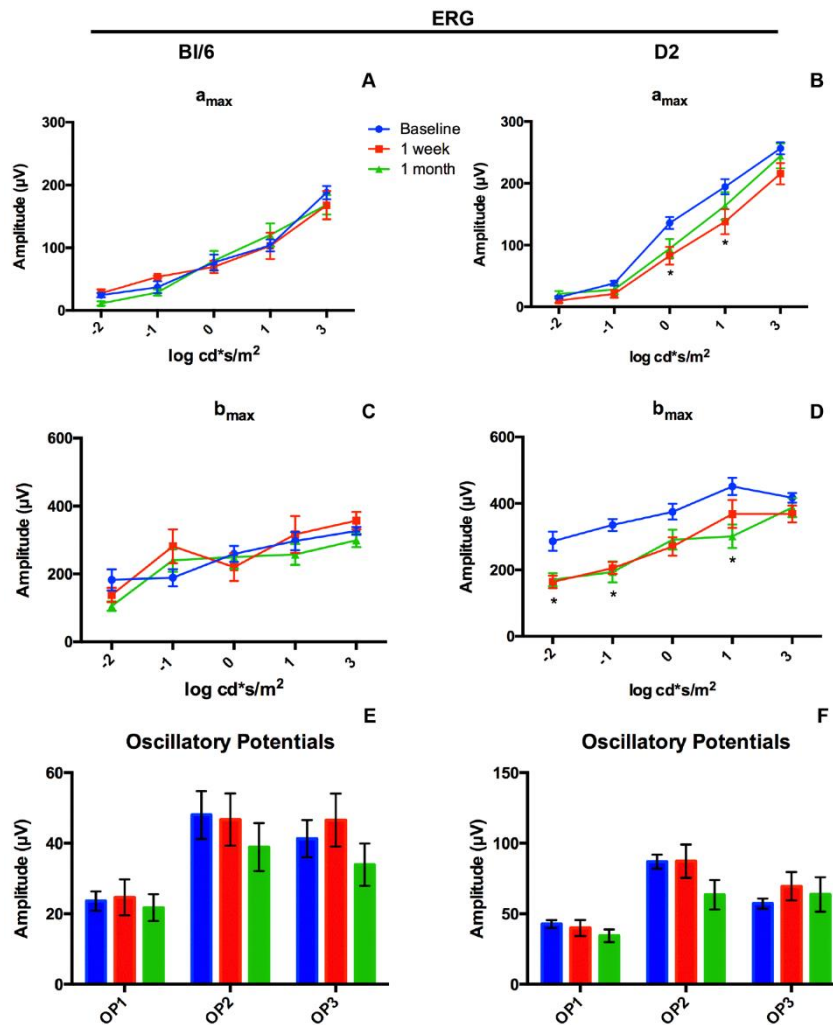 ERG
Bl/6
D2
A
a_max
300
200
100
0
Amplitude (µV)
-2
-1
0
1
3
log cd*s/m²
Baseline
1 week
1 month
B
a_max
300
200
100
0
Amplitude (µV)
*
*
-2
-1
0
1
3
log cd*s/m²
C
b_max
600
400
200
0
Amplitude (µV)
-2
-1
0
1
3
log cd*s/m²
D
b_max
600
400
200
0
Amplitude (µV)
*
*
*
-2
-1
0
1
3
log cd*s/m²
E
Oscillatory Potentials
60
40
20
0
Amplitude (µV)
OP1
OP2
OP3
F
Oscillatory Potentials
150
100
50
0
Amplitude (µV)
OP1
OP2
OP3